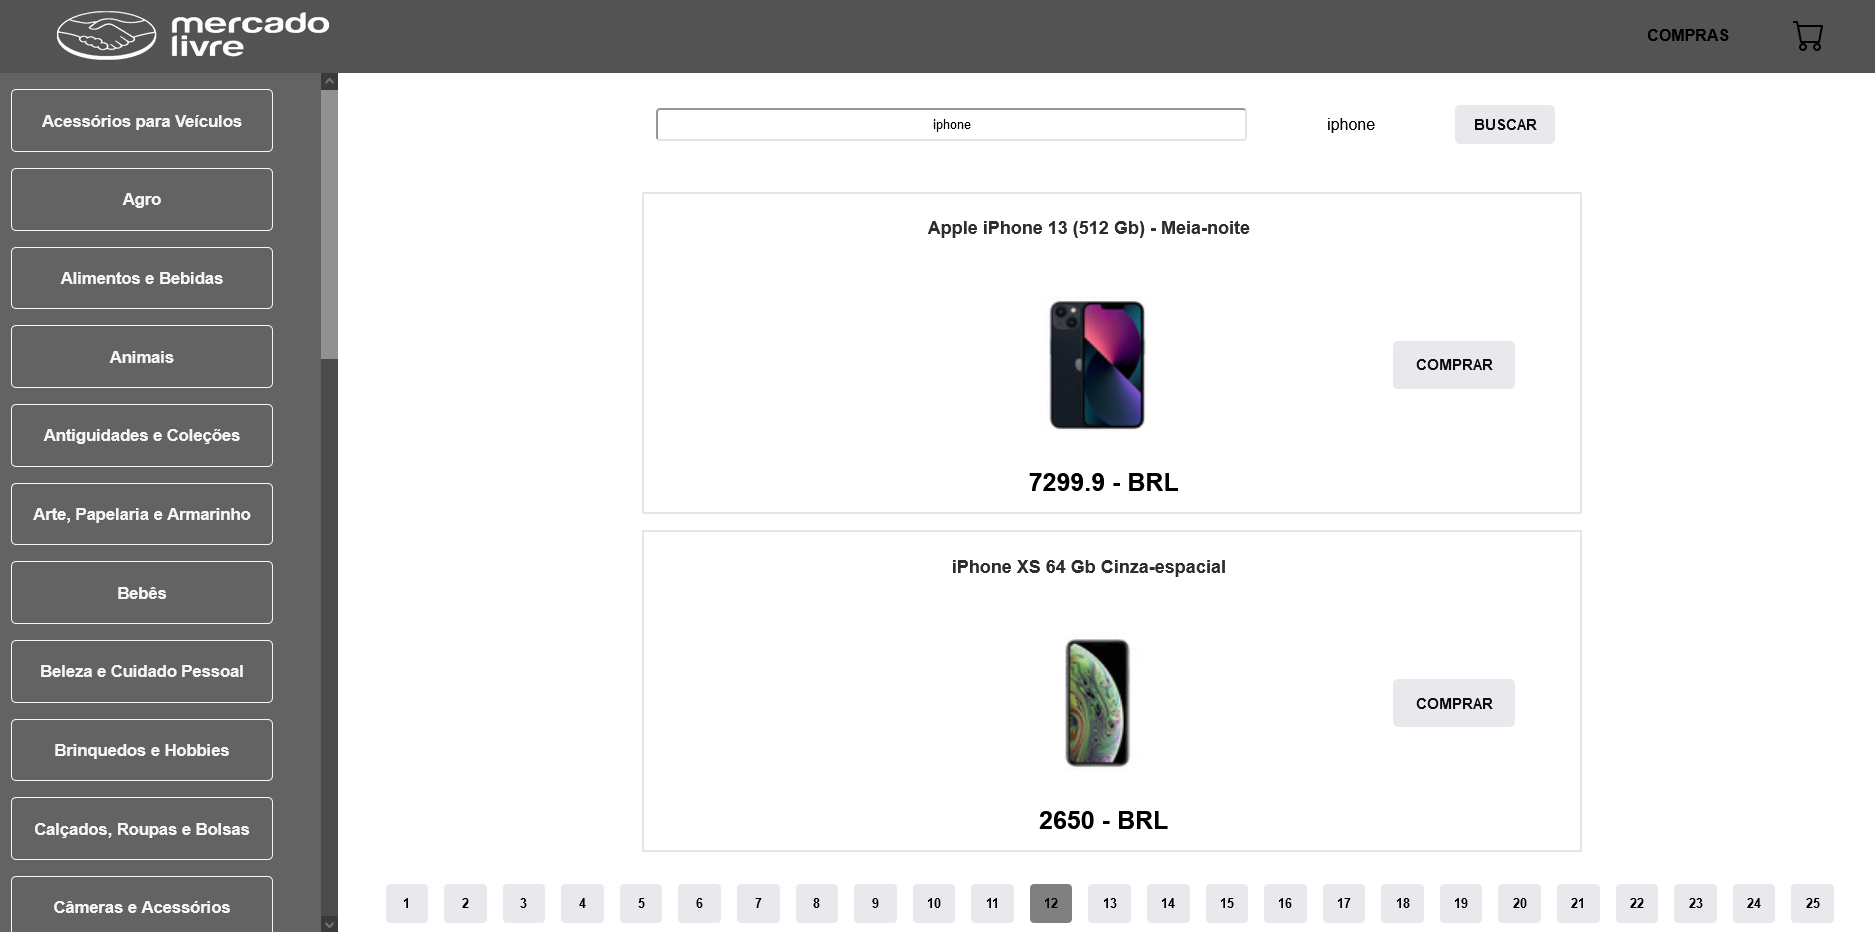 mercado
livre
COMPRAS
Acessórios para Veículos
Agro
Alimentos e Bebidas
Animais
Antiguidades e Coleções
Arte, Papelaria e Armarinho
Bebês
Beleza e Cuidado Pessoal
Brinquedos e Hobbies
Calçados, Roupas e Bolsas
Câmeras e Acessórios
iphone
iphone
BUSCAR
Apple iPhone 13 (512 Gb) - Meia-noite
COMPRAR
7299.9 - BRL
iPhone XS 64 Gb Cinza-espacial
COMPRAR
2650 - BRL
1 2 3 4 5 6 7 8 9 10 11 12 13 14 15 16 17 18 19 20 21 22 23 24 25